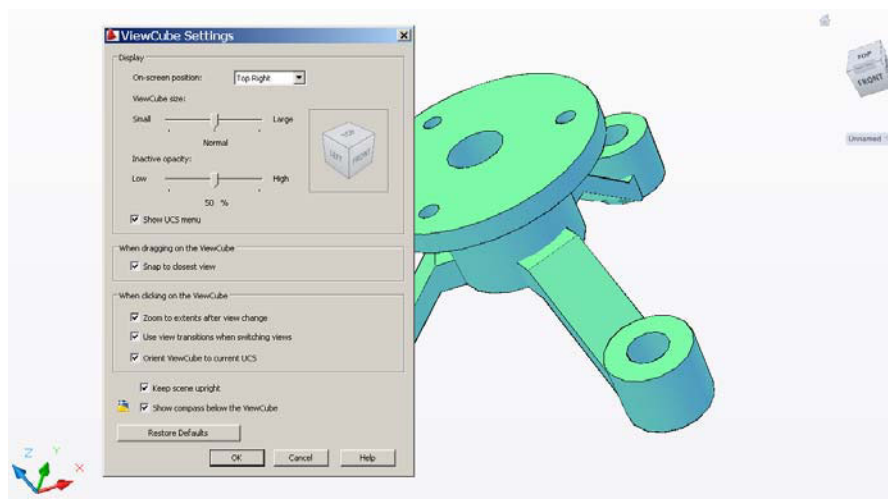 ViewCube Settings
Display
On-screen position: Top Right
ViewCube size:
Small Large
Normal
Inactive opacity:
Low High
50 %
Show UCS menu
TOP
LEFT FRONT
When dragging on the ViewCube
Snap to closest view
When clicking on the ViewCube
Zoom to extents after view change
Use view transitions when switching views
Orient ViewCube to current UCS
Keep scene upright
Show compass below the ViewCube
Restore Defaults
OK Cancel Help
TOP
FRONT
Unnamed
Z Y X